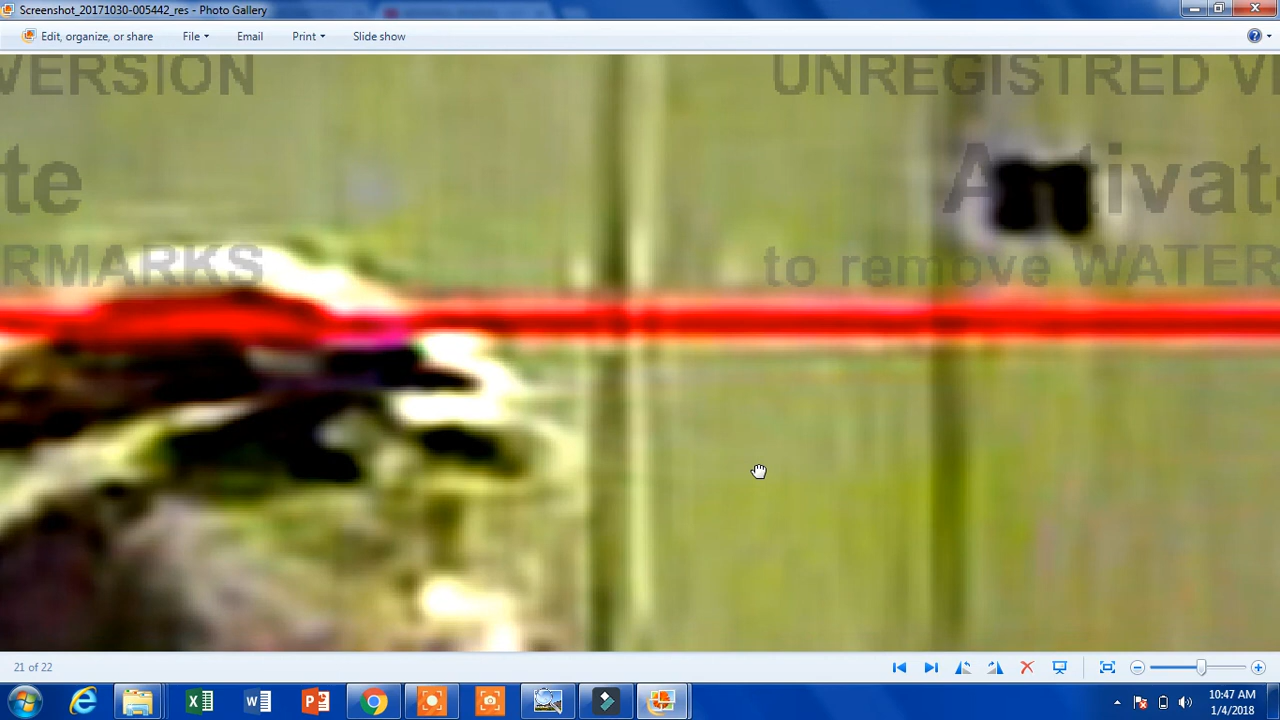 Screenshot_20171030-005442_res - Photo Gallery
Edit, organize, or share File Email Print Slide show
VERSION UNREGISTRED
te Activate
RMARKS to remove WATER
21 of 22
10:47 AM
1/4/2018